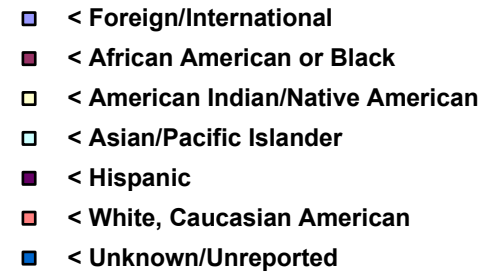 < Foreign/International
< African American or Black
< American Indian/Native American
< Asian/Pacific Islander
< Hispanic
< White, Caucasian American
< Unknown/Unreported